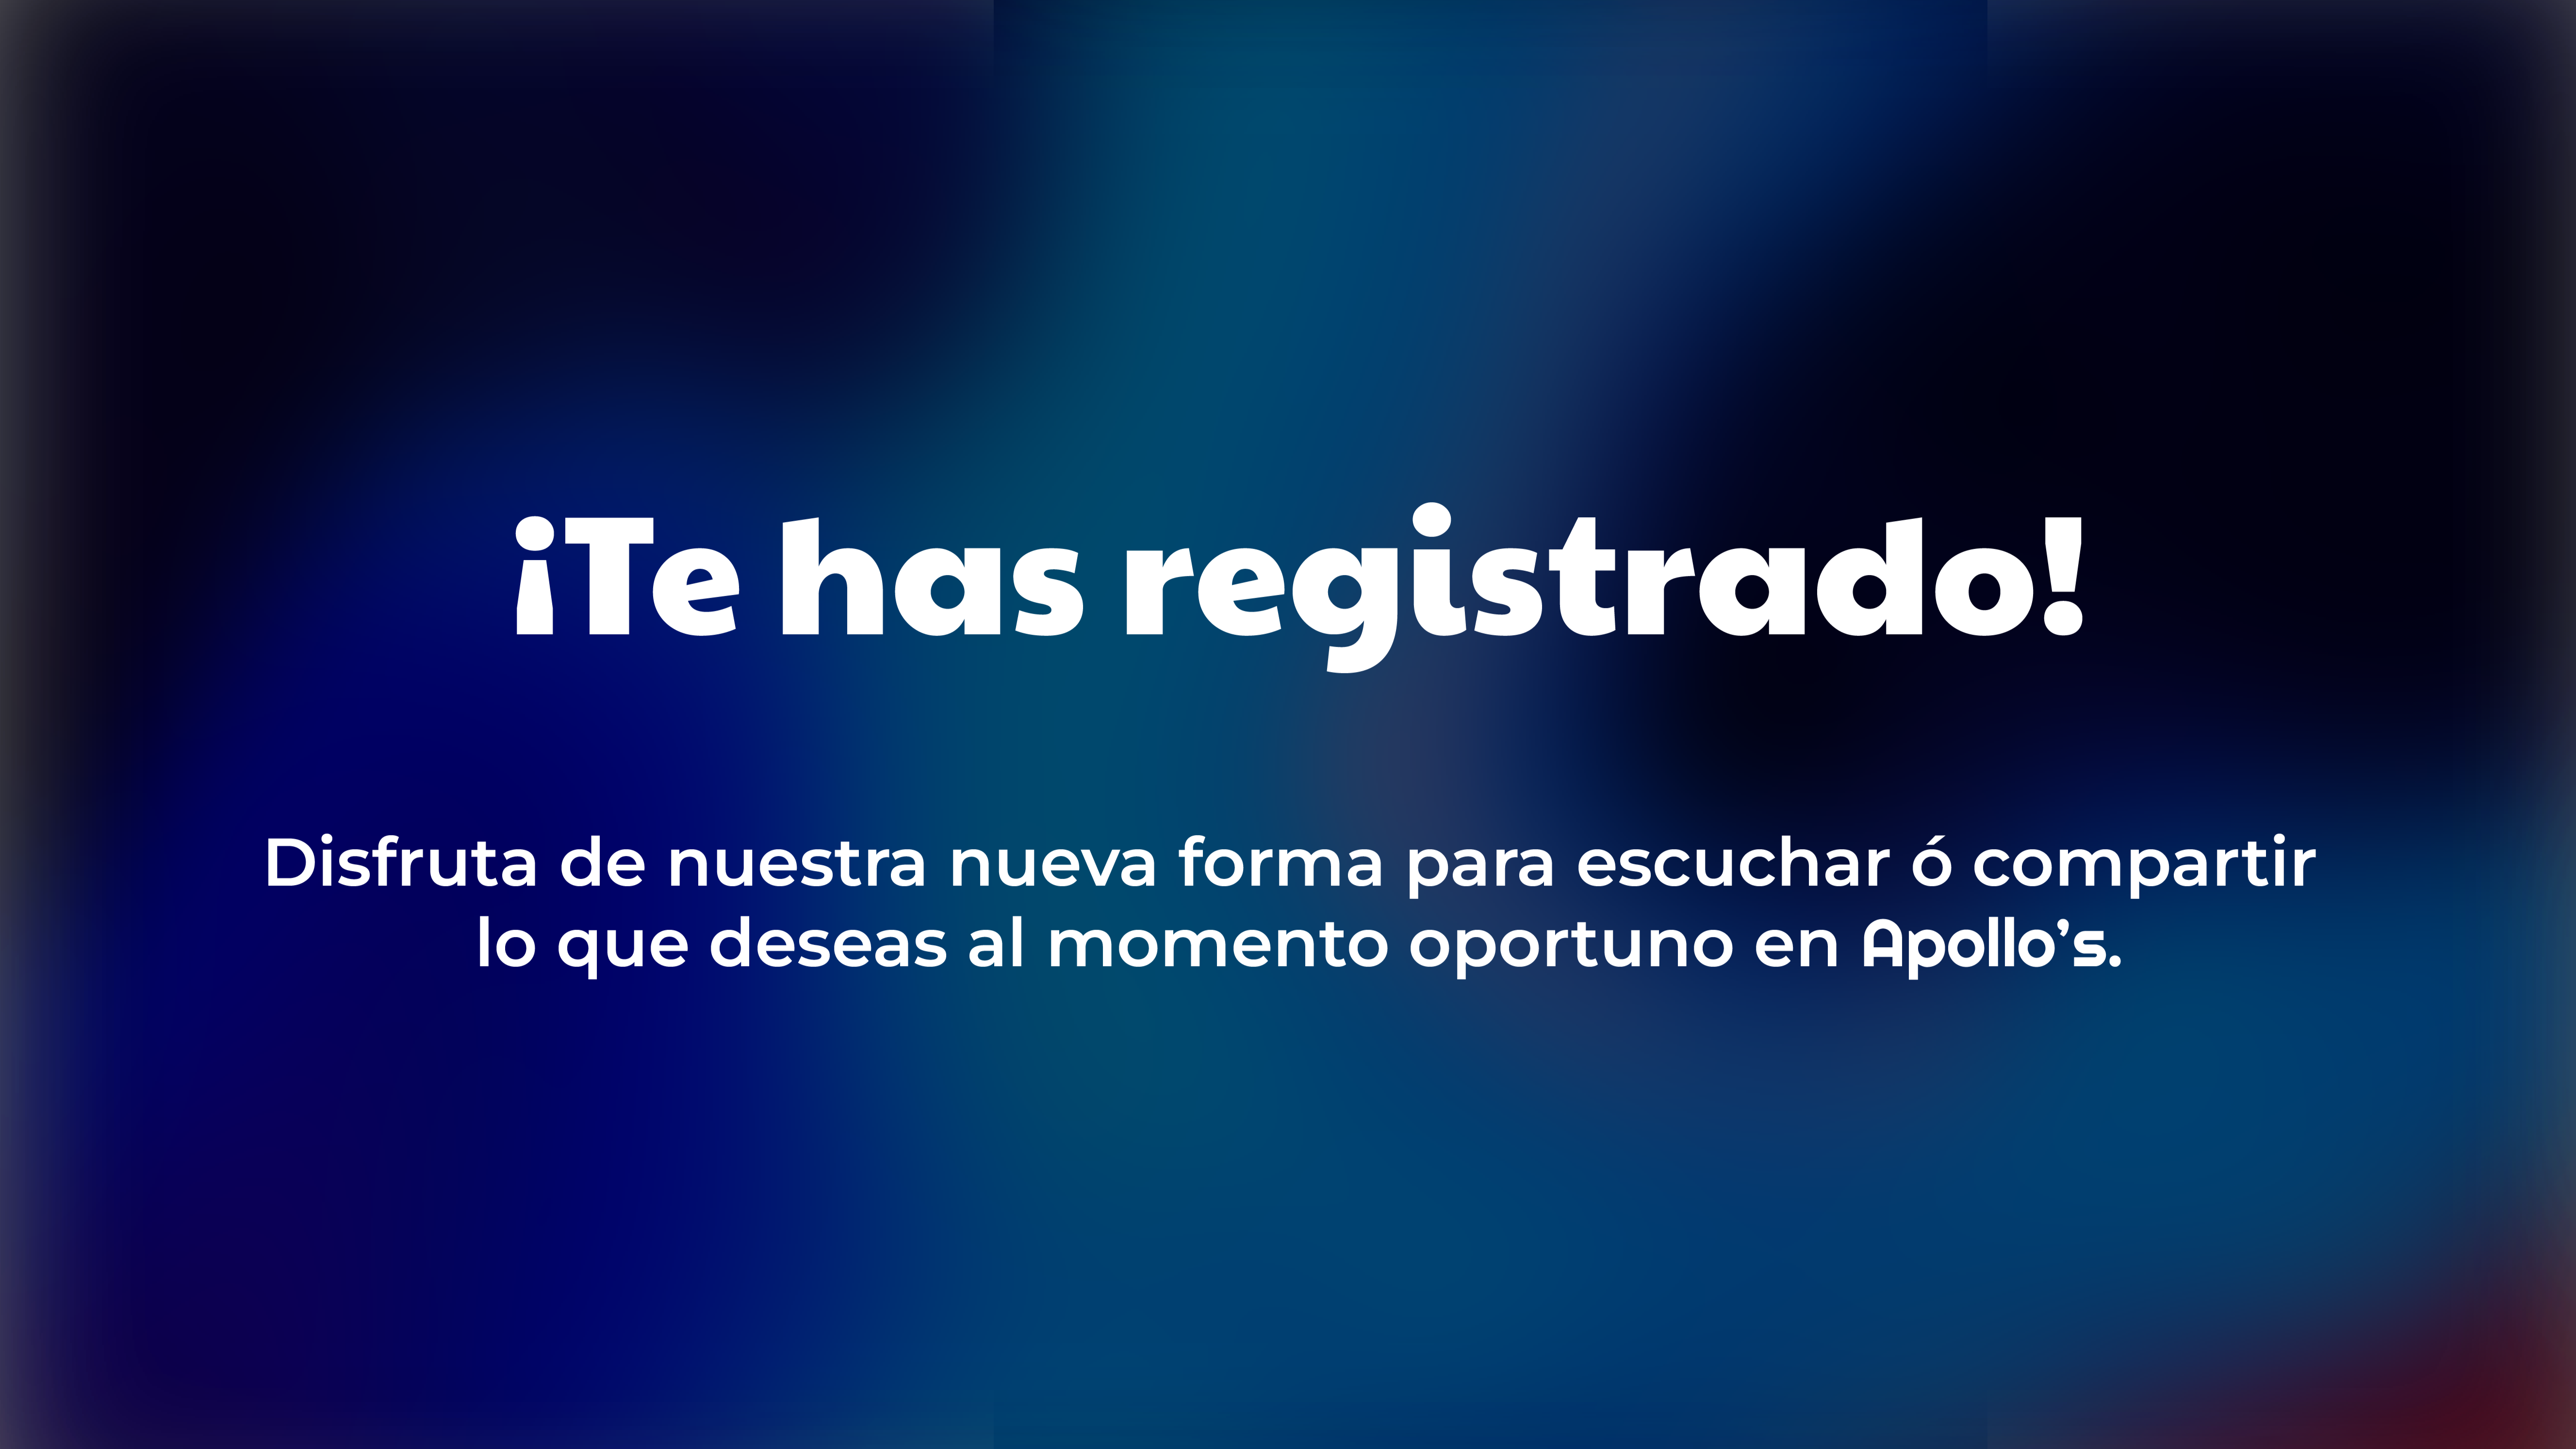 ¡Te has registrado!
Disfruta de nuestra nueva forma para escuchar ó compartir
lo que deseas al momento oportuno en Apollo’s.